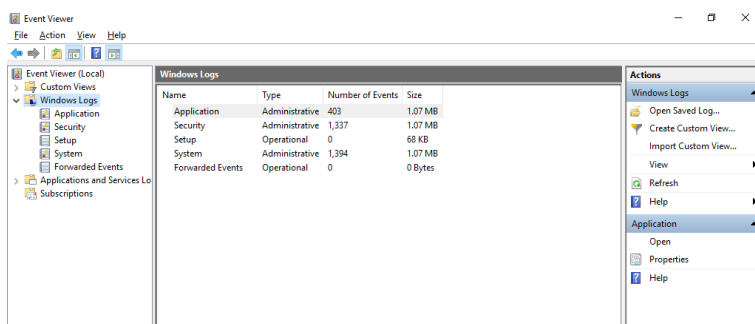 Event Viewer
File Action View Help
Event Viewer (Local)
Custom Views
Windows Logs
Application
Security
Setup
System
Forwarded Events
Applications and Services Lo
Subscriptions
Windows Logs
Name Type Number of Events Size
Application Administrative 403 1.07 MB
Security Administrative 1,337 1.07 MB
Setup Operational 0 68 KB
System Administrative 1,394 1.07 MB
Forwarded Events Operational 0 0 Bytes
Actions
Windows Logs
Open Saved Log...
Create Custom View...
Import Custom View...
View
Refresh
Help
Application
Open
Properties
Help